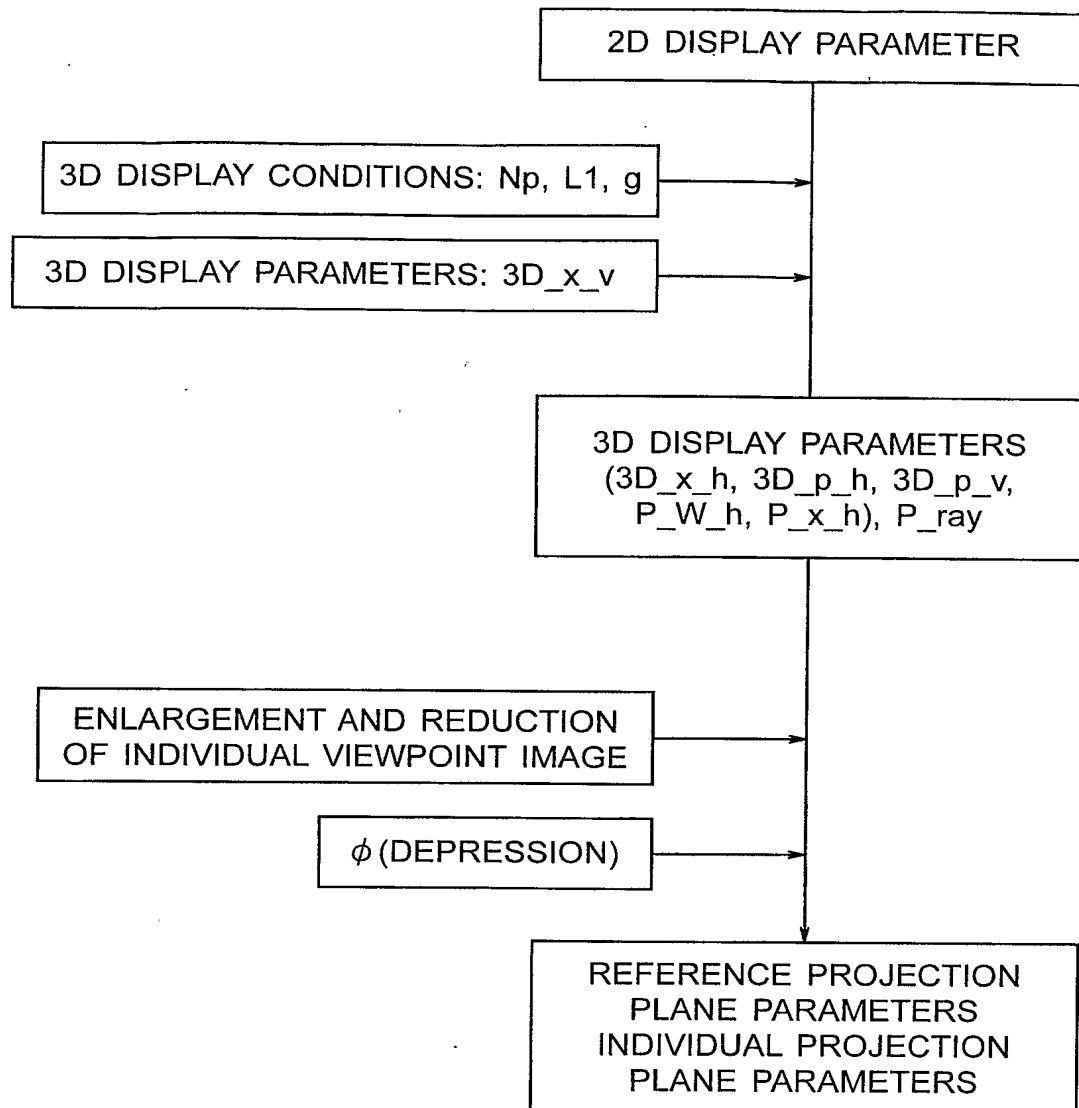 2D DISPLAY PARAMETER
3D DISPLAY CONDITIONS: Np, L1, g
3D DISPLAY PARAMETERS: 3D_x_v
3D DISPLAY PARAMETERS
(3D_x_h, 3D_p_h, 3D_p_v,
P_W_h, P_x_h), P_ray
ENLARGEMENT AND REDUCTION
OF INDIVIDUAL VIEWPOINT IMAGE
φ(DEPRESSION)
REFERENCE PROJECTION
PLANE PARAMETERS
INDIVIDUAL PROJECTION
PLANE PARAMETERS